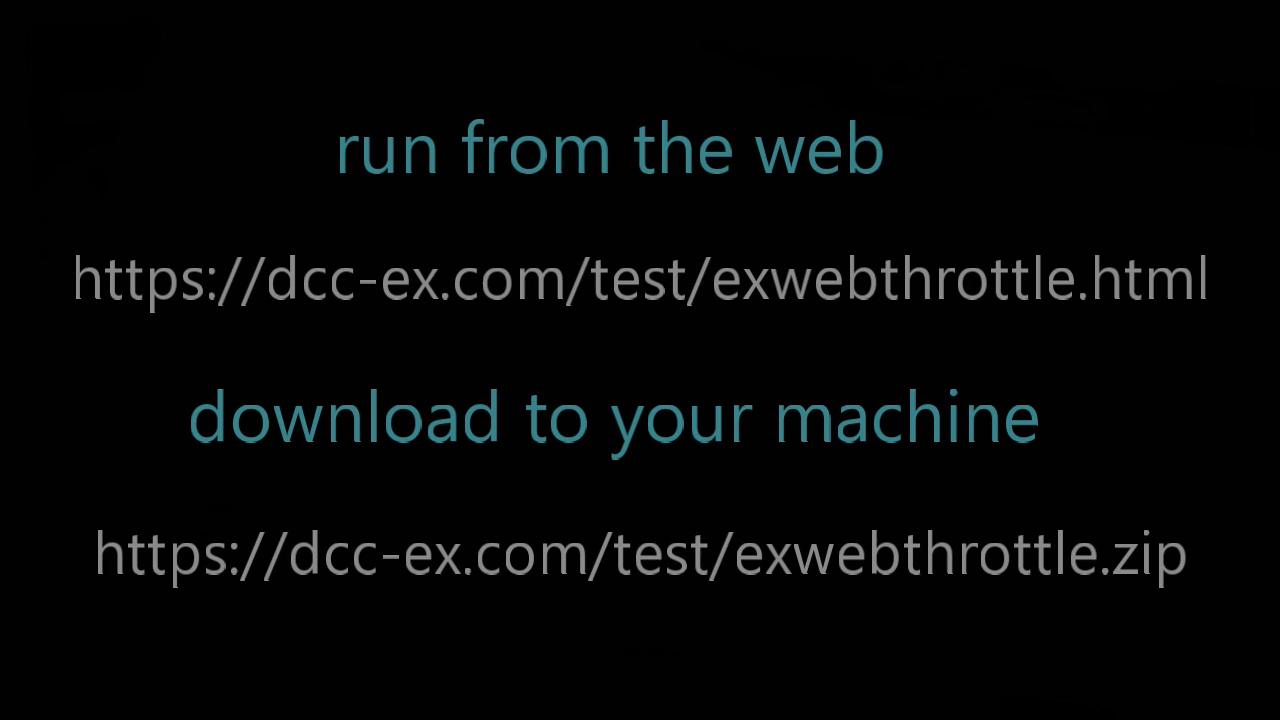 run from the web
https://dcc-ex.com/test/exwebthrottle.html
download to your machine
https://dcc-ex.com/test/exwebthrottle.zip